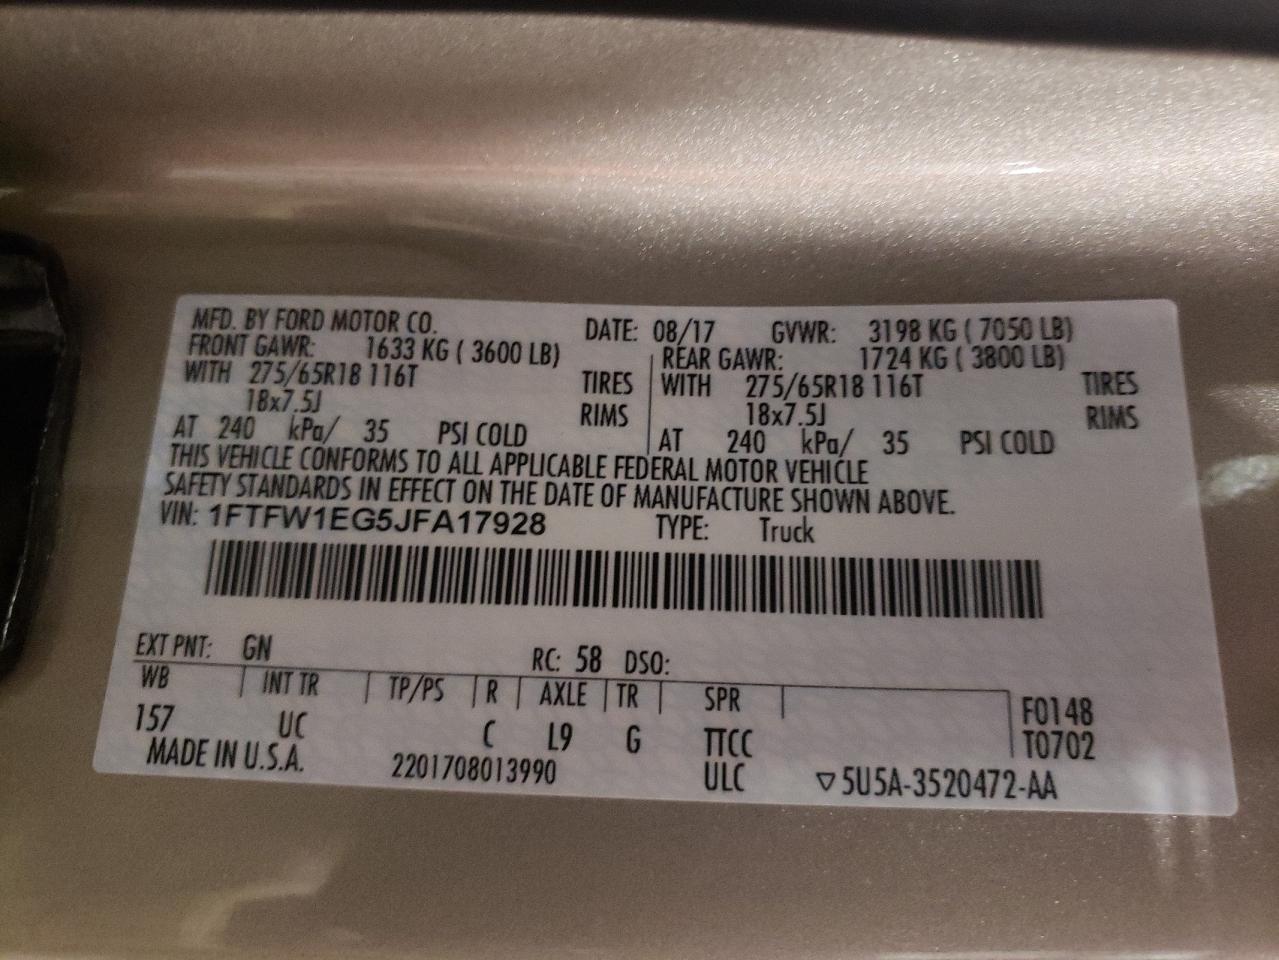 MFD. BY FORD MOTOR CO. DATE: 08/17 GVWR: 3198 KG ( 7050 LB)
FRONT GAWR: 1633 KG ( 3600 LB) REAR GAWR: 1724 KG ( 3800 LB)
WITH 275/65R18 116T TIRES WITH 275/65R18 116T TIRES
18x7.5J RIMS 18x7.5J RIMS
AT 240 kPa/ 35 PSI COLD AT 240 kPa/ 35 PSI COLD
THIS VEHICLE CONFORMS TO ALL APPLICABLE FEDERAL MOTOR VEHICLE
SAFETY STANDARDS IN EFFECT ON THE DATE OF MANUFACTURE SHOWN ABOVE.
VIN: 1FTFW1EG5JFA17928 TYPE: Truck
EXT PNT: GN RC: 58 DSO:
WB INT TR TP/PS R AXLE TR SPR F0148
157 UC C L9 G TTCC T0702
MADE IN U.S.A. 2201708013990 ULC ▽5U5A-3520472-AA